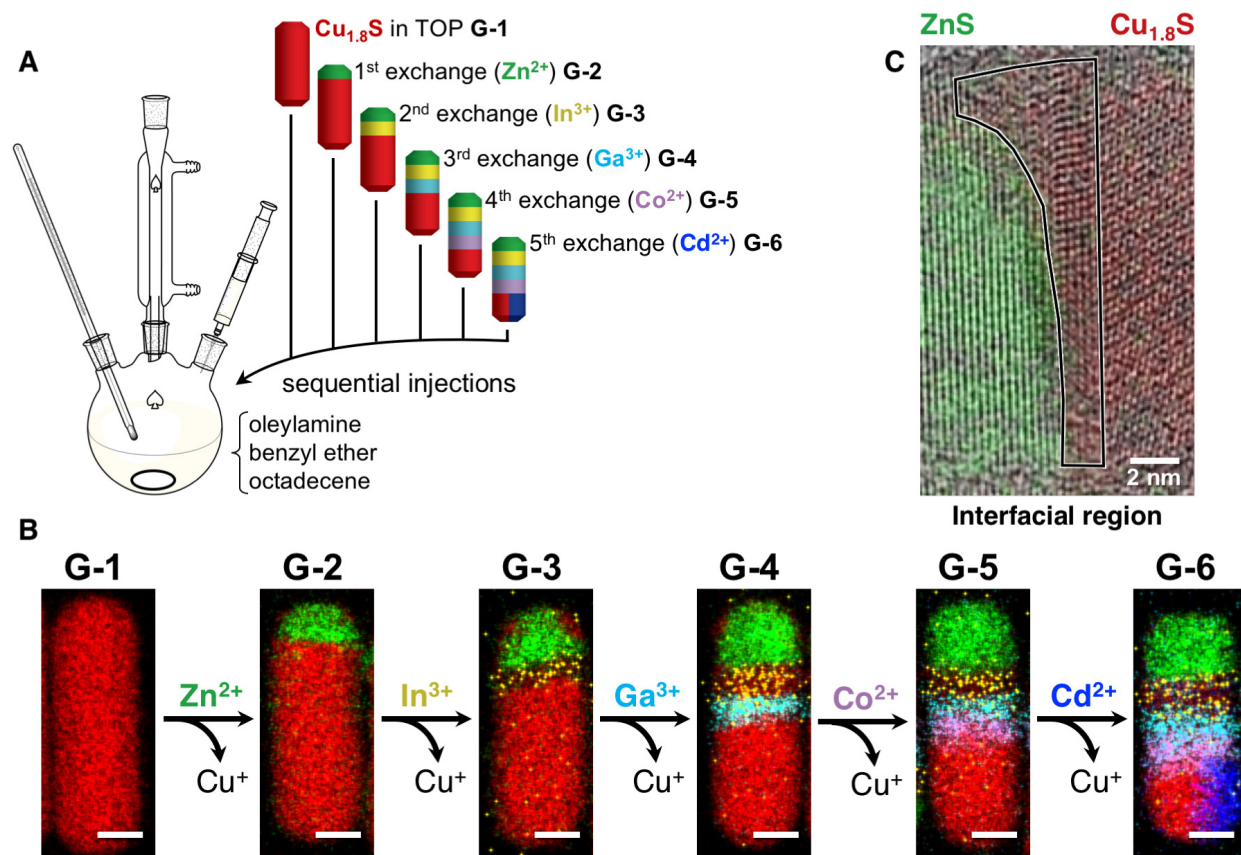 A
Cu1.8S in TOP G-1
1st exchange (Zn2+) G-2
2nd exchange (In3+) G-3
3rd exchange (Ga3+) G-4
4th exchange (Co2+) G-5
5th exchange (Cd2+) G-6
sequential injections
oleylamine
benzyl ether
octadecene
C
ZnS Cu1.8S
2 nm
Interfacial region
B
G-1 G-2 G-3 G-4 G-5 G-6
Zn2+ In3+ Ga3+ Co2+ Cd2+
Cu+ Cu+ Cu+ Cu+ Cu+